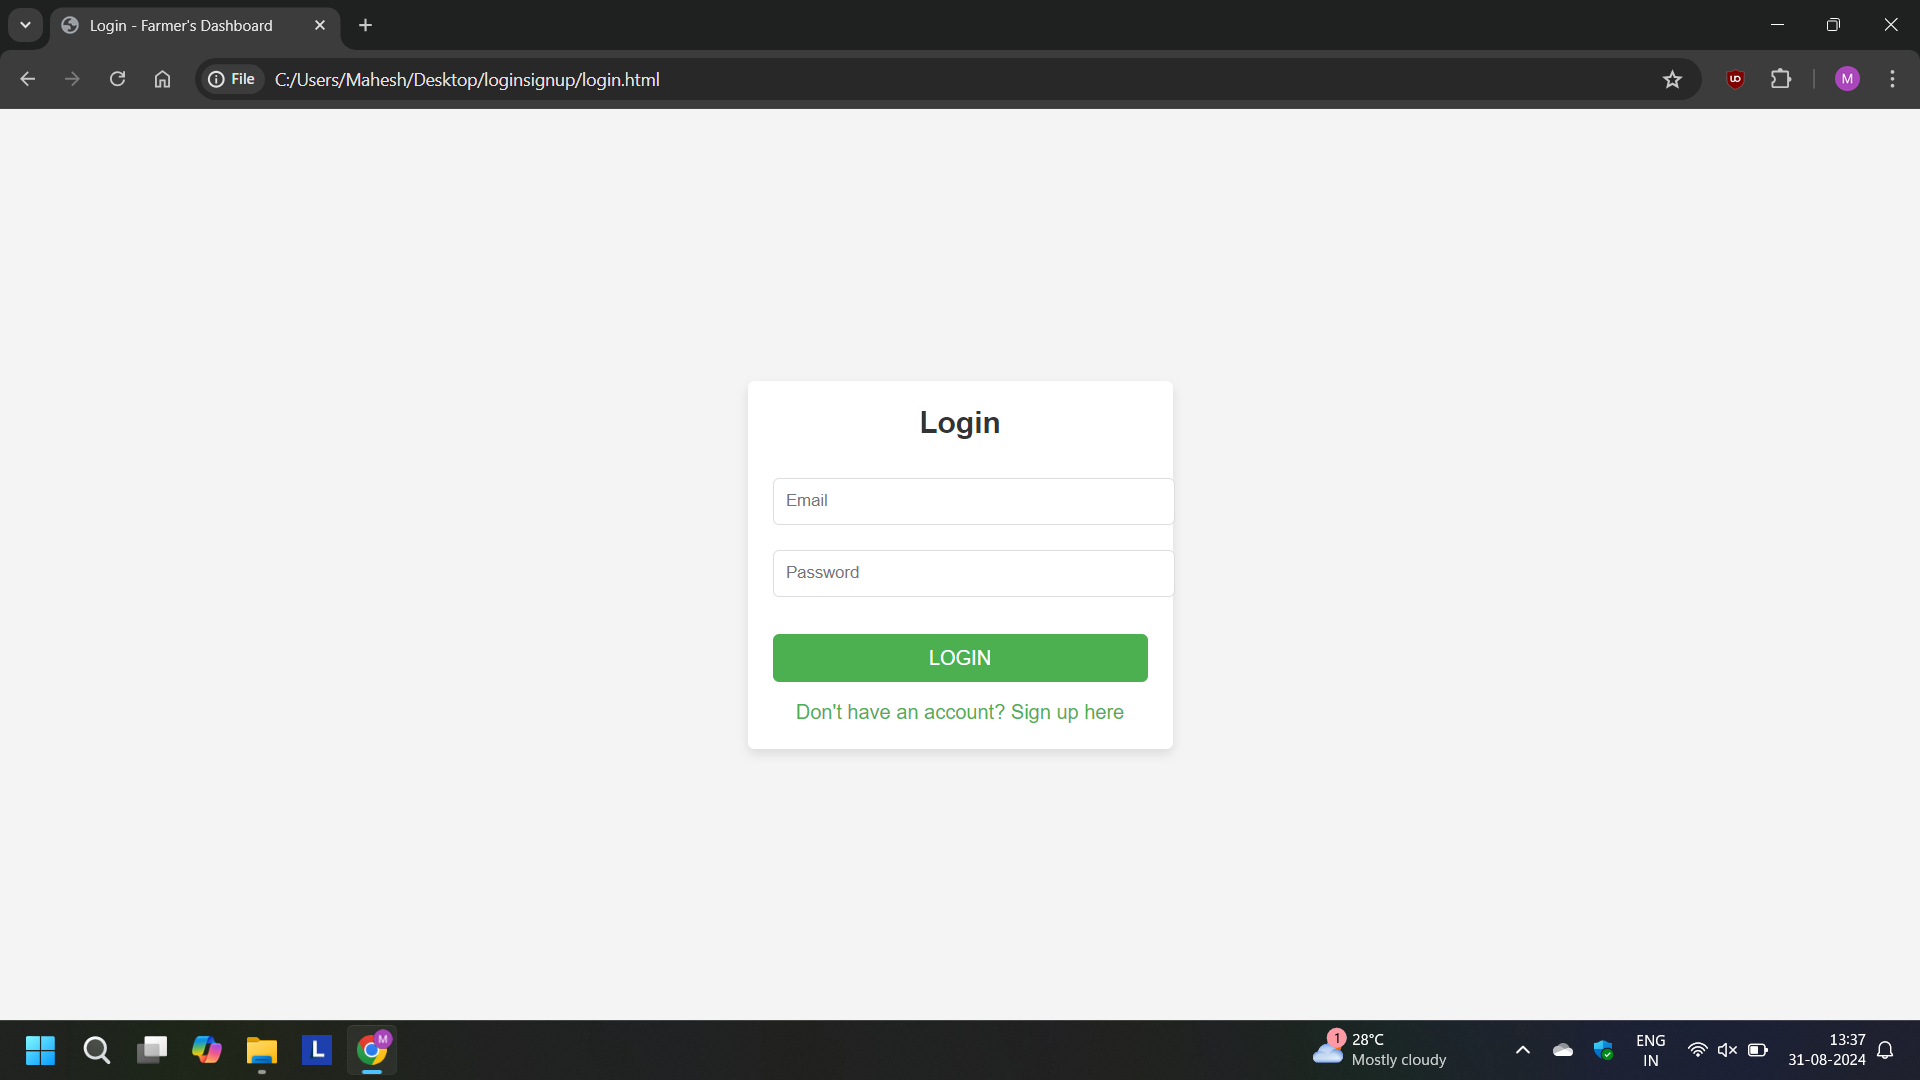 Login - Farmer's Dashboard
File
C:/Users/Mahesh/Desktop/loginsignup/login.html
UO
M
Login
Email
Password
LOGIN
Don't have an account? Sign up here
L
M
1
28°C
Mostly cloudy
ENG
IN
13:37
31-08-2024